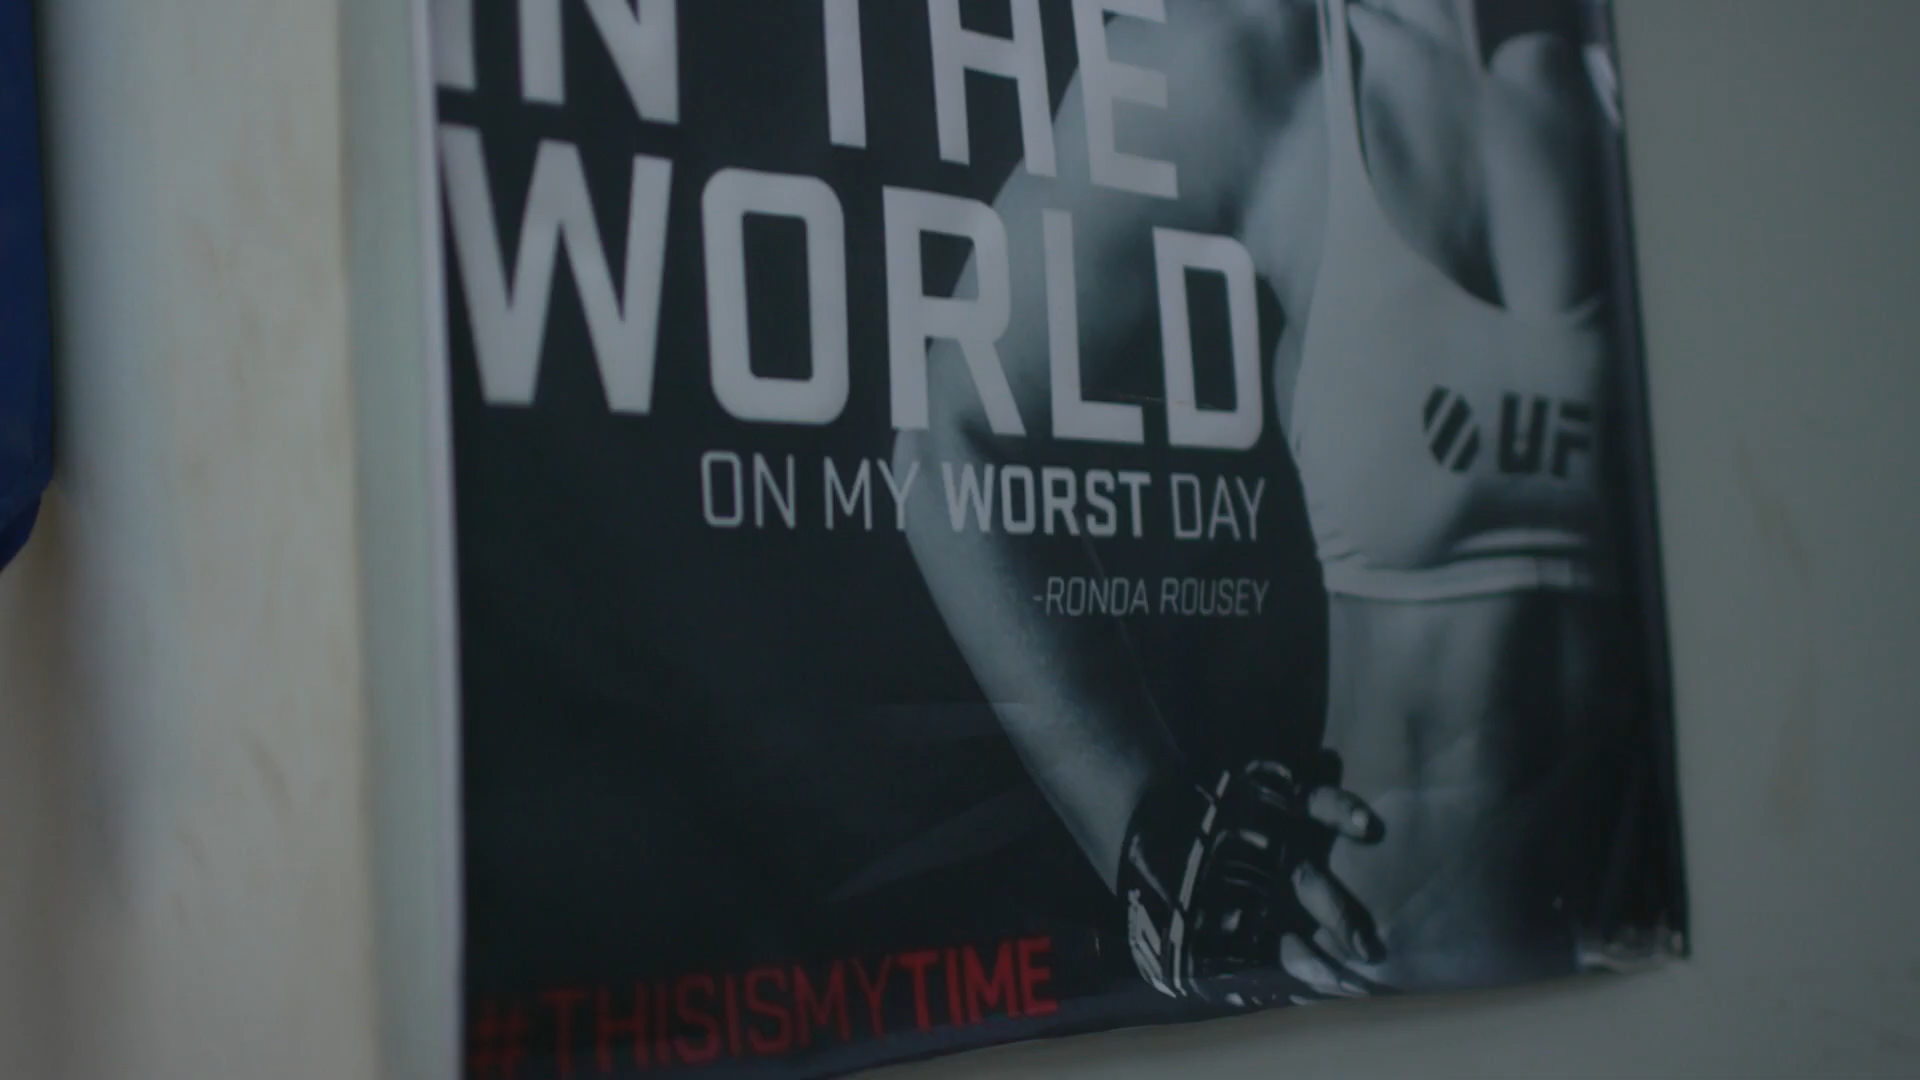 IN THE
WORLD
ON MY WORST DAY
-RONDA ROUSEY
UF
#THISISMYTIME